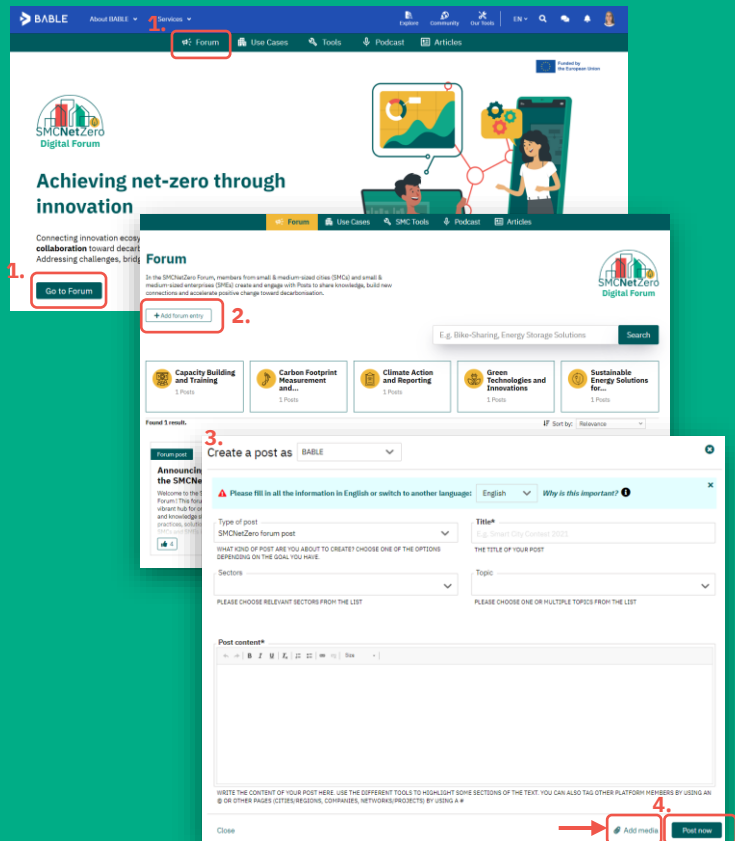 BABLE
About BABLE
Services
Explore
Community
Our Tools
EN
1.
Forum
Use Cases
Tools
Podcast
Articles
Funded by
the European Union
SMCNetZero
Digital Forum
Achieving net-zero through
innovation
Connecting innovation ecosy
collaboration toward decart
Addressing challenges, bridg
1.
Go to Forum
Forum
Use Cases
SMC Tools
Podcast
Articles
Forum
In the SMCNetZero Forum, members from small & medium-sized cities (SMCs) and small &
medium-sized enterprises (SMEs) create and engage with Posts to share knowledge, build new
connections and accelerate positive change toward decarbonisation.
SMCNetZero
Digital Forum
+ Add forum entry
2.
E.g. Bike-Sharing, Energy Storage Solutions
Search
Capacity Building
and Training
1 Posts
Carbon Footprint
Measurement
and...
1 Posts
Climate Action
and Reporting
1 Posts
Green
Technologies and
Innovations
1 Posts
Sustainable
Energy Solutions
for...
1 Posts
Found 1 result.
Sort by: Relevance
Forum post
Announcing
the SMCNe
Welcome to the S
Forum! This foru
vibrant hub for o
and knowledge s
practices, solutio
4
3.
Create a post as BABLE
Please fill in all the information in English or switch to another language: English Why is this important?
Type of post
SMCNetZero forum post
WHAT KIND OF POST ARE YOU ABOUT TO CREATE? CHOOSE ONE OF THE OPTIONS
DEPENDING ON THE GOAL YOU HAVE.
Title*
E.g. Smart City Contest 2021
THE TITLE OF YOUR POST
Sectors
PLEASE CHOOSE RELEVANT SECTORS FROM THE LIST
Topic
PLEASE CHOOSE ONE OR MULTIPLE TOPICS FROM THE LIST
Post content*
B I U Size
WRITE THE CONTENT OF YOUR POST HERE. USE THE DIFFERENT TOOLS TO HIGHLIGHT SOME SECTIONS OF THE TEXT. YOU CAN ALSO TAG OTHER PLATFORM MEMBERS BY USING AN
@ OR OTHER PAGES (CITIES/REGIONS, COMPANIES, NETWORKS/PROJECTS) BY USING A #
4.
Close
Add media
Post now